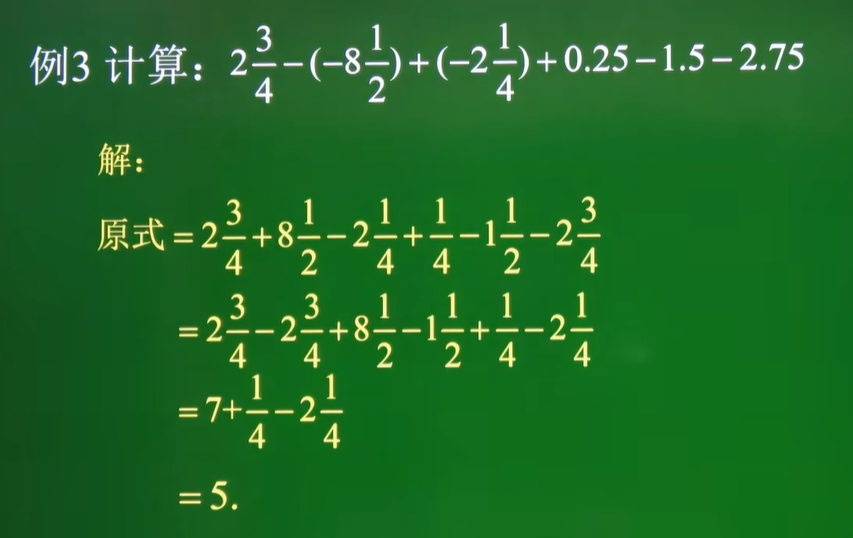 例3 计算：2 3/4 −(−8 1/2)+(−2 1/4)+0.25−1.5−2.75
解：
原式=2 3/4+8 1/2−2 1/4+1/4−1 1/2−2 3/4
=2 3/4−2 3/4+8 1/2−1 1/2+1/4−2 1/4
=7+1/4−2 1/4
=5.